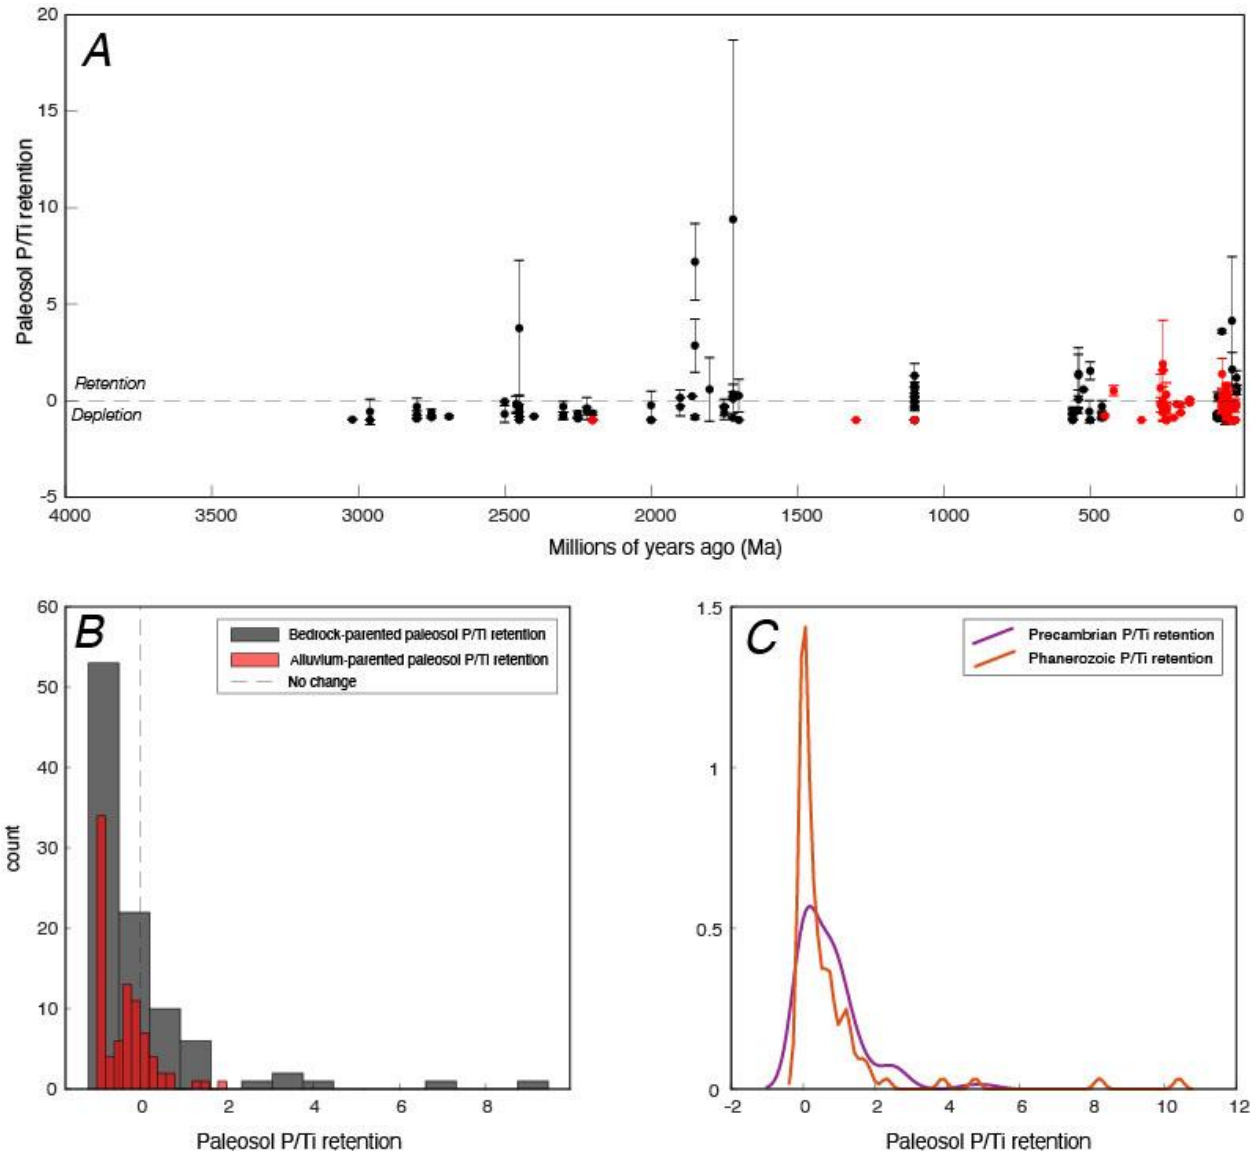 A
20
15
10
5
0
-5
Paleosol P/Ti retention
Retention
Depletion
4000 3500 3000 2500 2000 1500 1000 500 0
Millions of years ago (Ma)
B
60
50
40
30
20
10
0
count
Bedrock-parented paleosol P/Ti retention
Alluvium-parented paleosol P/Ti retention
No change
0 2 4 6 8
Paleosol P/Ti retention
C
1.5
1
0.5
0
Precambrian P/Ti retention
Phanerozoic P/Ti retention
-2 0 2 4 6 8 10 12
Paleosol P/Ti retention